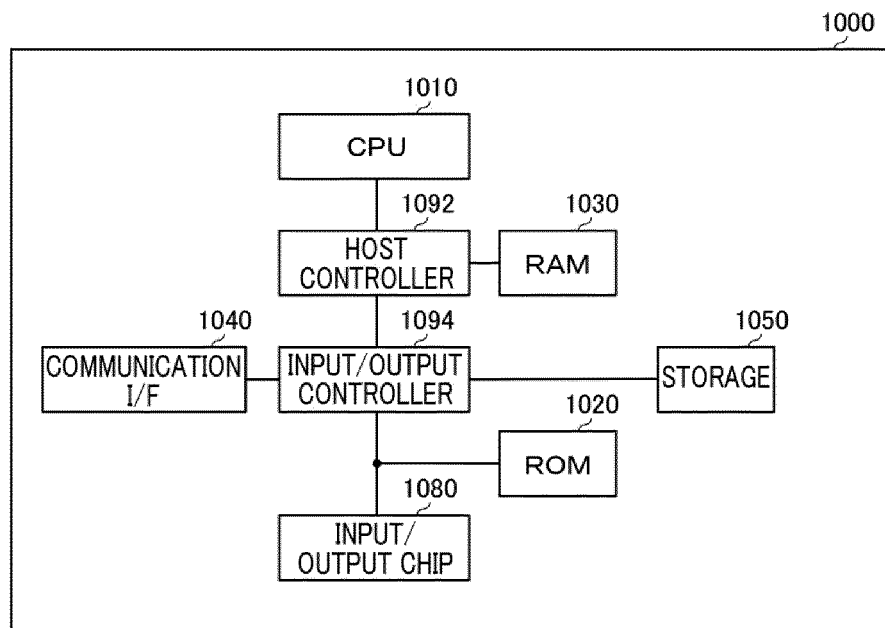 1000
1010
CPU
1092
HOST
CONTROLLER
1030
RAM
1040
COMMUNICATION
I/F
1094
INPUT/OUTPUT
CONTROLLER
1050
STORAGE
1020
ROM
1080
INPUT/
OUTPUT CHIP